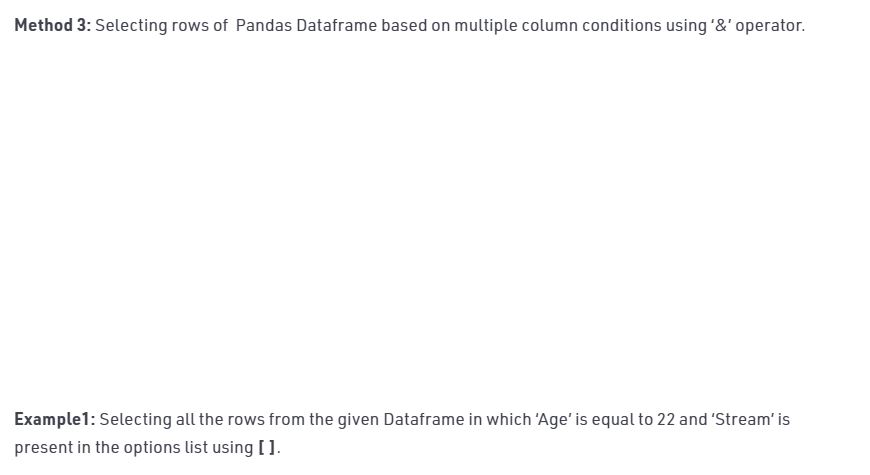 Method 3: Selecting rows of  Pandas Dataframe based on multiple column conditions using ‘&’ operator.
Example1: Selecting all the rows from the given Dataframe in which ‘Age’ is equal to 22 and ‘Stream’ is
present in the options list using [ ].